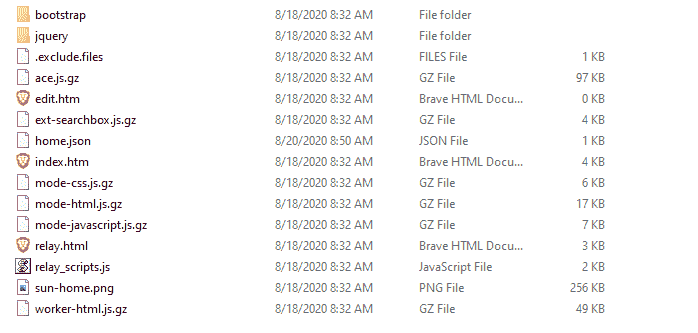 bootstrap 8/18/2020 8:32 AM File folder
jquery 8/18/2020 8:32 AM File folder
.exclude.files 8/18/2020 8:32 AM FILES File 1 KB
ace.js.gz 8/18/2020 8:32 AM GZ File 97 KB
edit.htm 8/18/2020 8:32 AM Brave HTML Docu... 0 KB
ext-searchbox.js.gz 8/18/2020 8:32 AM GZ File 4 KB
home.json 8/20/2020 8:50 AM JSON File 1 KB
index.htm 8/18/2020 8:32 AM Brave HTML Docu... 4 KB
mode-css.js.gz 8/18/2020 8:32 AM GZ File 6 KB
mode-html.js.gz 8/18/2020 8:32 AM GZ File 17 KB
mode-javascript.js.gz 8/18/2020 8:32 AM GZ File 7 KB
relay.html 8/18/2020 8:32 AM Brave HTML Docu... 3 KB
relay_scripts.js 8/18/2020 8:32 AM JavaScript File 2 KB
sun-home.png 8/18/2020 8:32 AM PNG File 256 KB
worker-html.js.gz 8/18/2020 8:32 AM GZ File 49 KB